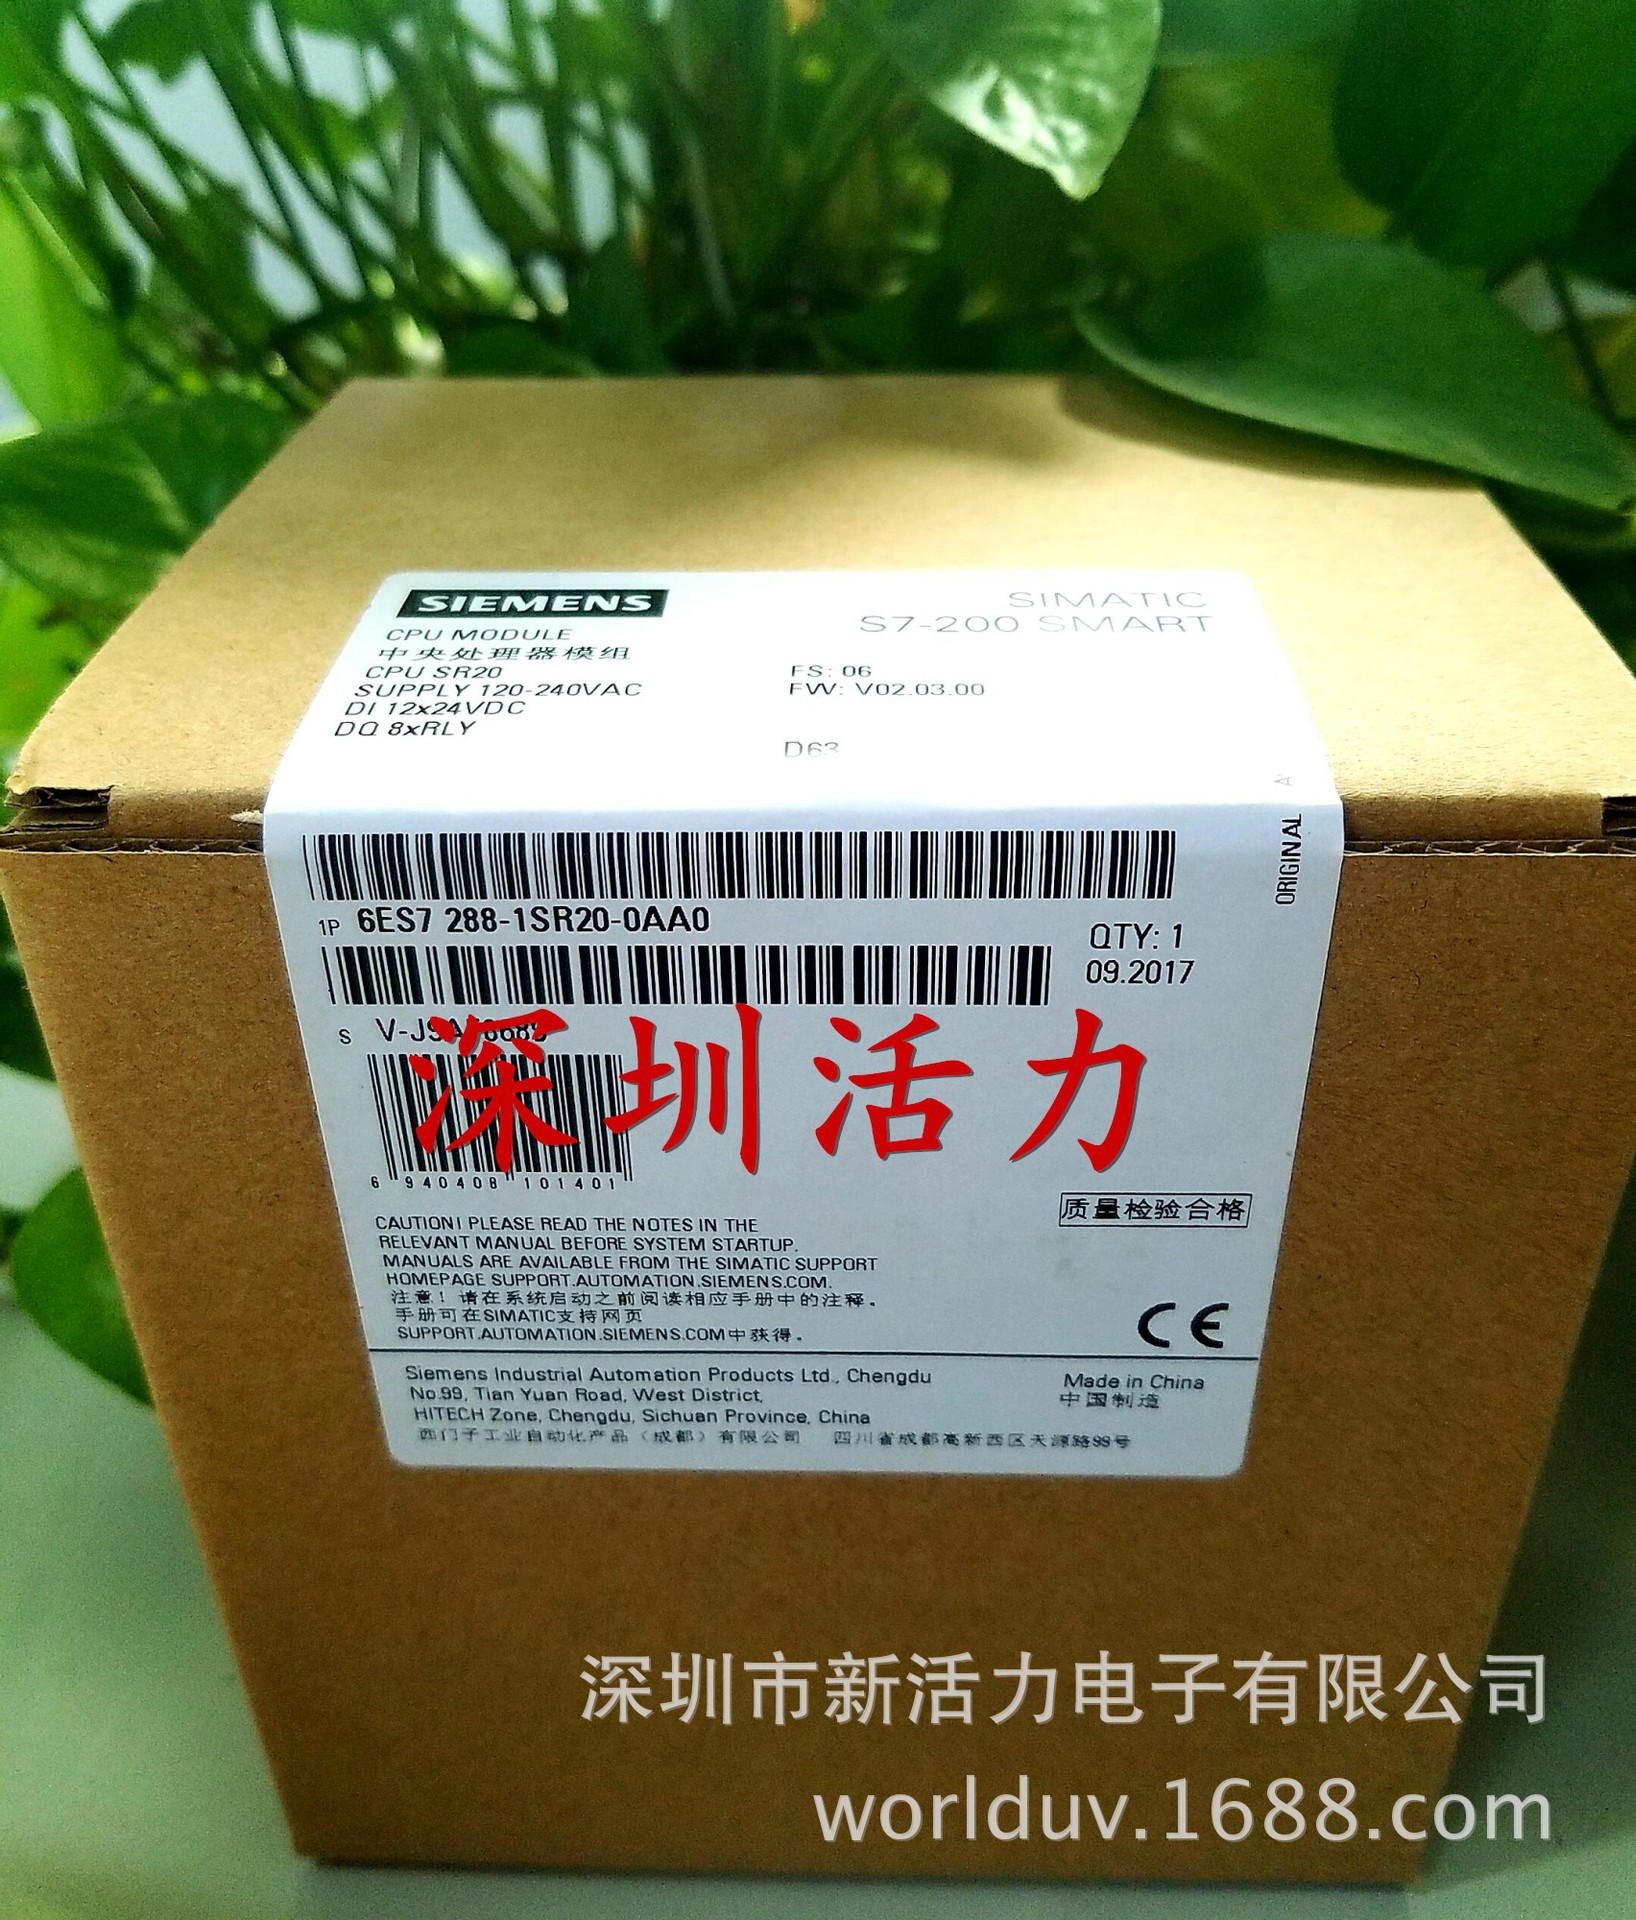 SIEMENS
SIMATIC
S7-200 SMART
CPU MODULE
中央处理器模组
CPU SR20
SUPPLY 120-240VAC
DI 12x24VDC
DQ 8xRLY
FS: 06
FW: V02.03.00
D63
ORIGINAL
1P 6ES7 288-1SR20-0AA0
QTY: 1
09.2017
S
深圳活力
6 940408 101401
质量检验合格
CAUTION! PLEASE READ THE NOTES IN THE
RELEVANT MANUAL BEFORE SYSTEM STARTUP.
MANUALS ARE AVAILABLE FROM THE SIMATIC SUPPORT
HOMEPAGE SUPPORT.AUTOMATION.SIEMENS.COM.
注意！请在系统启动之前阅读相应手册中的注释。
手册可在SIMATIC支持网页
SUPPORT.AUTOMATION.SIEMENS.COM中获得。
CE
Siemens Industrial Automation Products Ltd., Chengdu
No.99, Tian Yuan Road, West District,
HITECH Zone, Chengdu, Sichuan Province, China
西门子工业自动化产品（成都）有限公司 四川省成都高新西区天源路99号
Made in China
中国制造
深圳市新活力电子有限公司
worlduv.1688.com